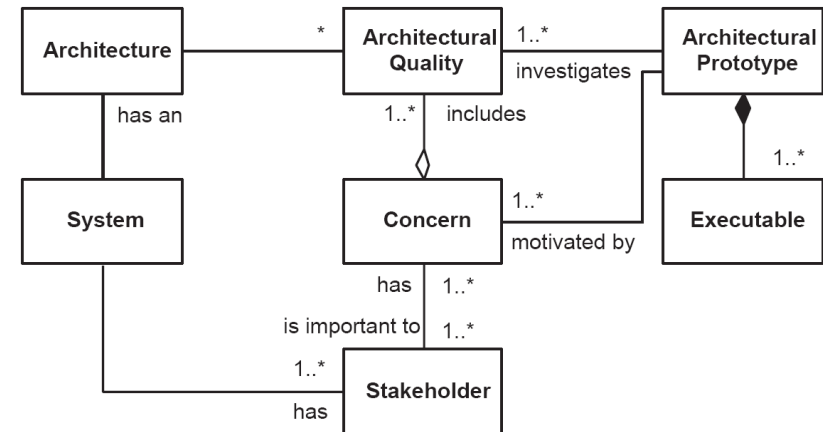 Architecture
*
Architectural
Quality
1..*
investigates
Architectural
Prototype
has an
1..*
includes
1..*
System
Concern
1..*
motivated by
Executable
has
1..*
is important to
1..*
1..*
has
Stakeholder